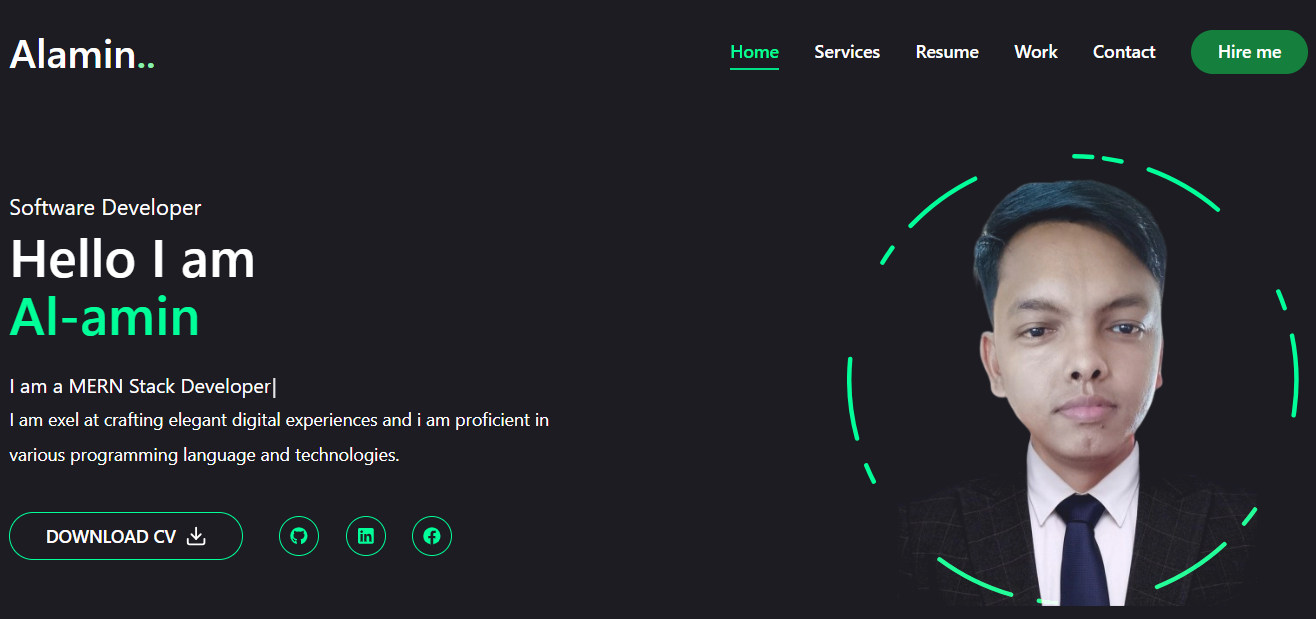 Alamin..
Home Services Resume Work Contact Hire me
Software Developer
Hello I am
Al-amin
I am a MERN Stack Developer|
I am exel at crafting elegant digital experiences and i am proficient in
various programming language and technologies.
DOWNLOAD CV